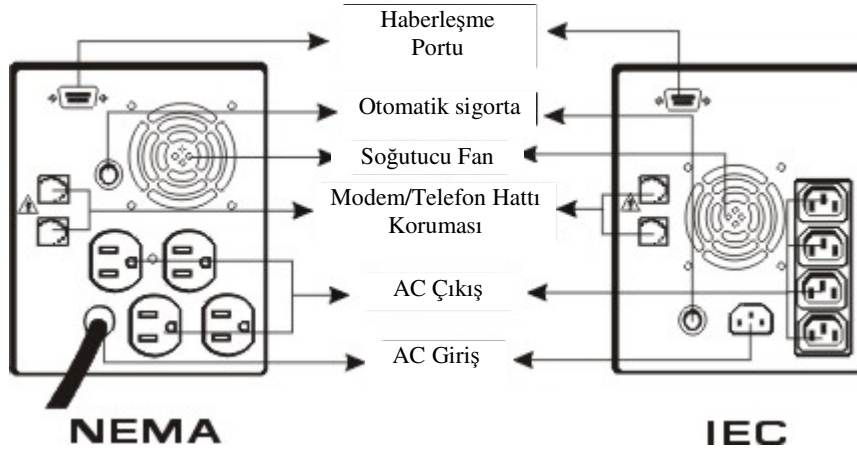 Haberleşme
Portu
Otomatik sigorta
Soğutucu Fan
Modem/Telefon Hattı
Koruması
AC Çıkış
AC Giriş
NEMA
IEC